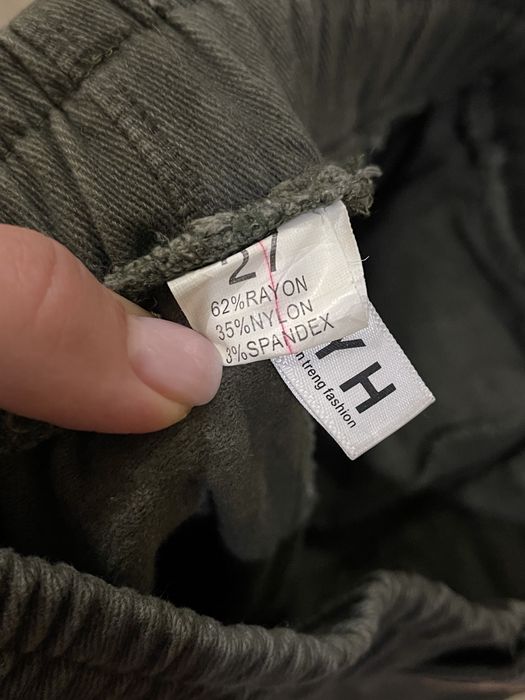 27
62%RAYON
35%NYLON
3%SPANDEX
YH
n treng fashion